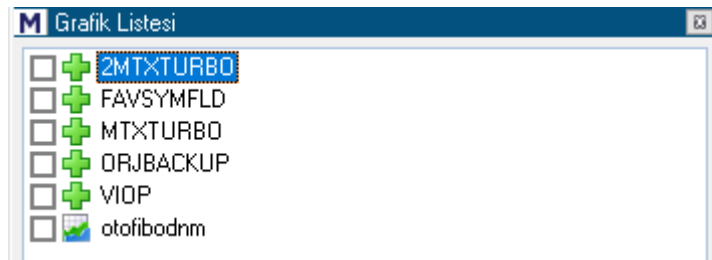 M Grafik Listesi
2MTXTURBO
FAVSYMFLD
MTXTURBO
ORJBACKUP
VIOP
otofibodnm